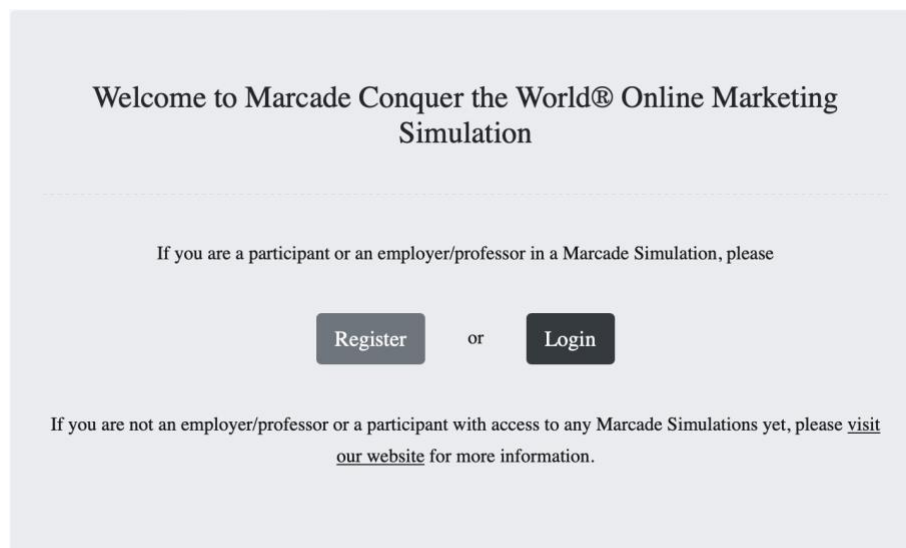 Welcome to Marcade Conquer the World® Online Marketing
Simulation
If you are a participant or an employer/professor in a Marcade Simulation, please
Register or Login
If you are not an employer/professor or a participant with access to any Marcade Simulations yet, please visit
our website for more information.